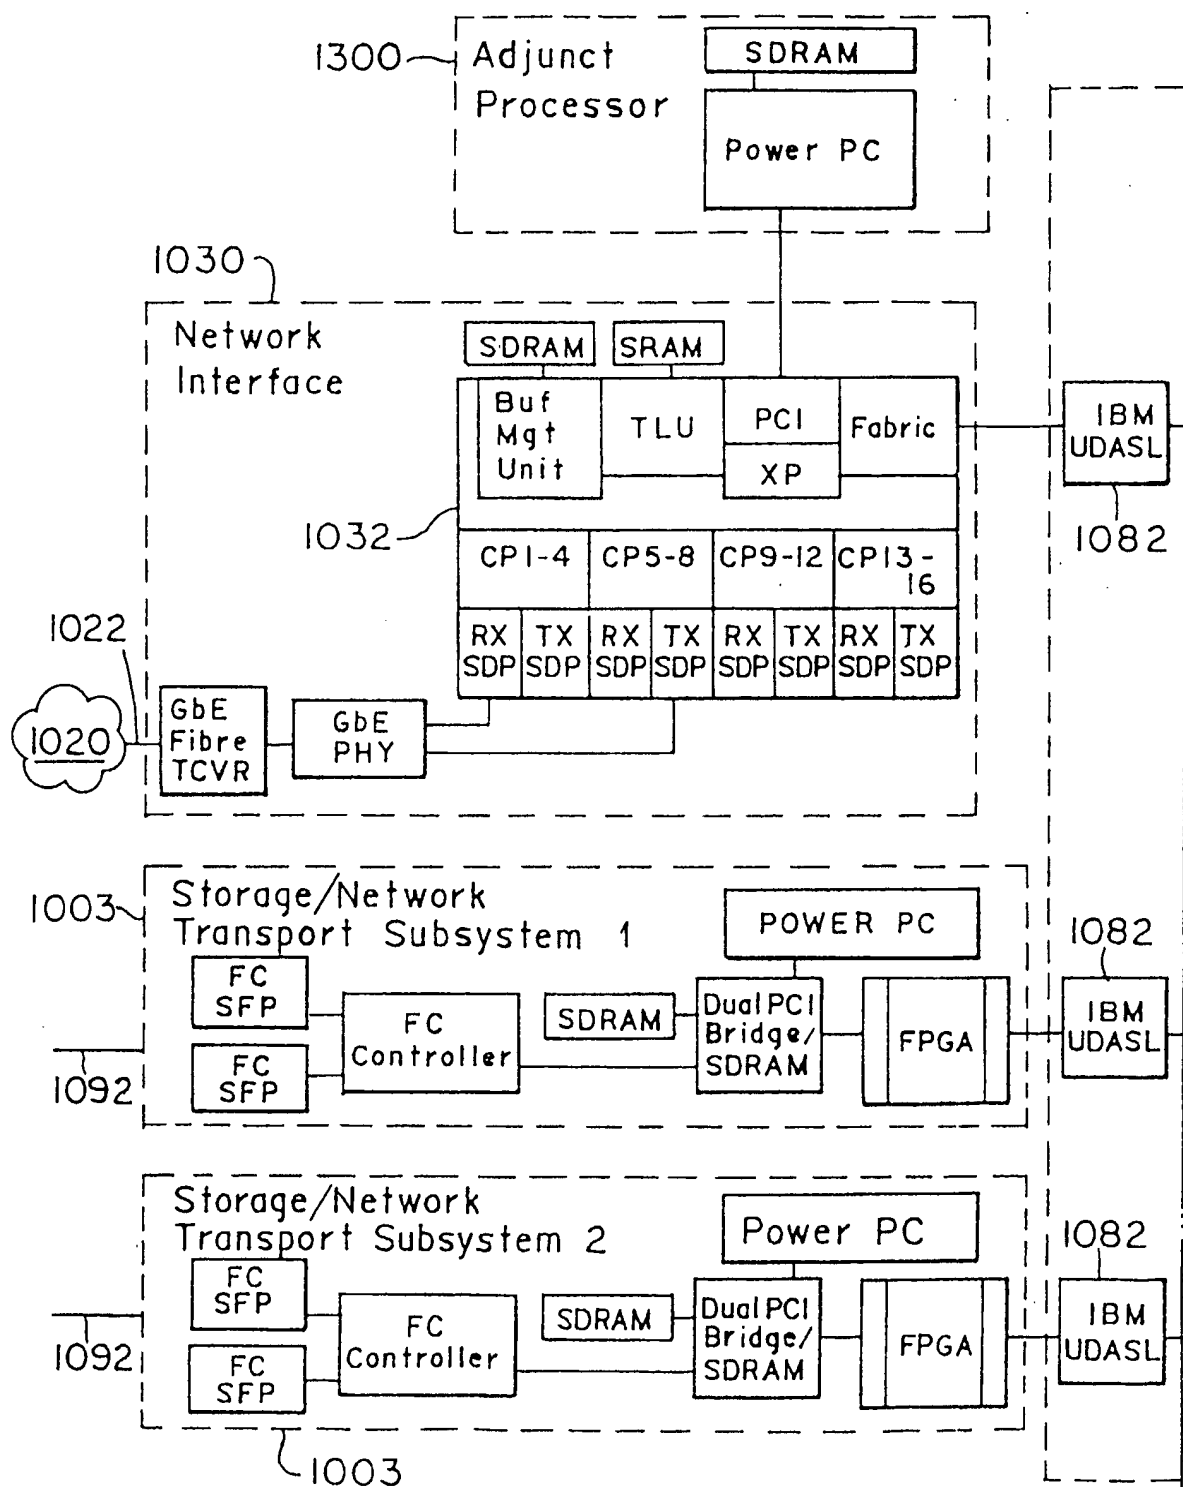 1300
Adjunct
Processor
SDRAM
Power PC
1030
Network
Interface
SDRAM
SRAM
Buf
Mgt
Unit
TLU
PCI
XP
Fabric
IBM
UDASL
1082
1032
CP1-4
CP5-8
CP9-12
CP13-
16
RX
SDP
TX
SDP
RX
SDP
TX
SDP
RX
SDP
TX
SDP
RX
SDP
TX
SDP
1022
1020
GbE
Fibre
TCVR
GbE
PHY
1003
Storage/Network
Transport Subsystem 1
POWER PC
1082
FC
SFP
FC
SFP
FC
Controller
SDRAM
Dual PCI
Bridge/
SDRAM
FPGA
IBM
UDASL
1092
Storage/Network
Transport Subsystem 2
Power PC
1082
FC
SFP
FC
SFP
FC
Controller
SDRAM
Dual PCI
Bridge/
SDRAM
FPGA
IBM
UDASL
1092
1003